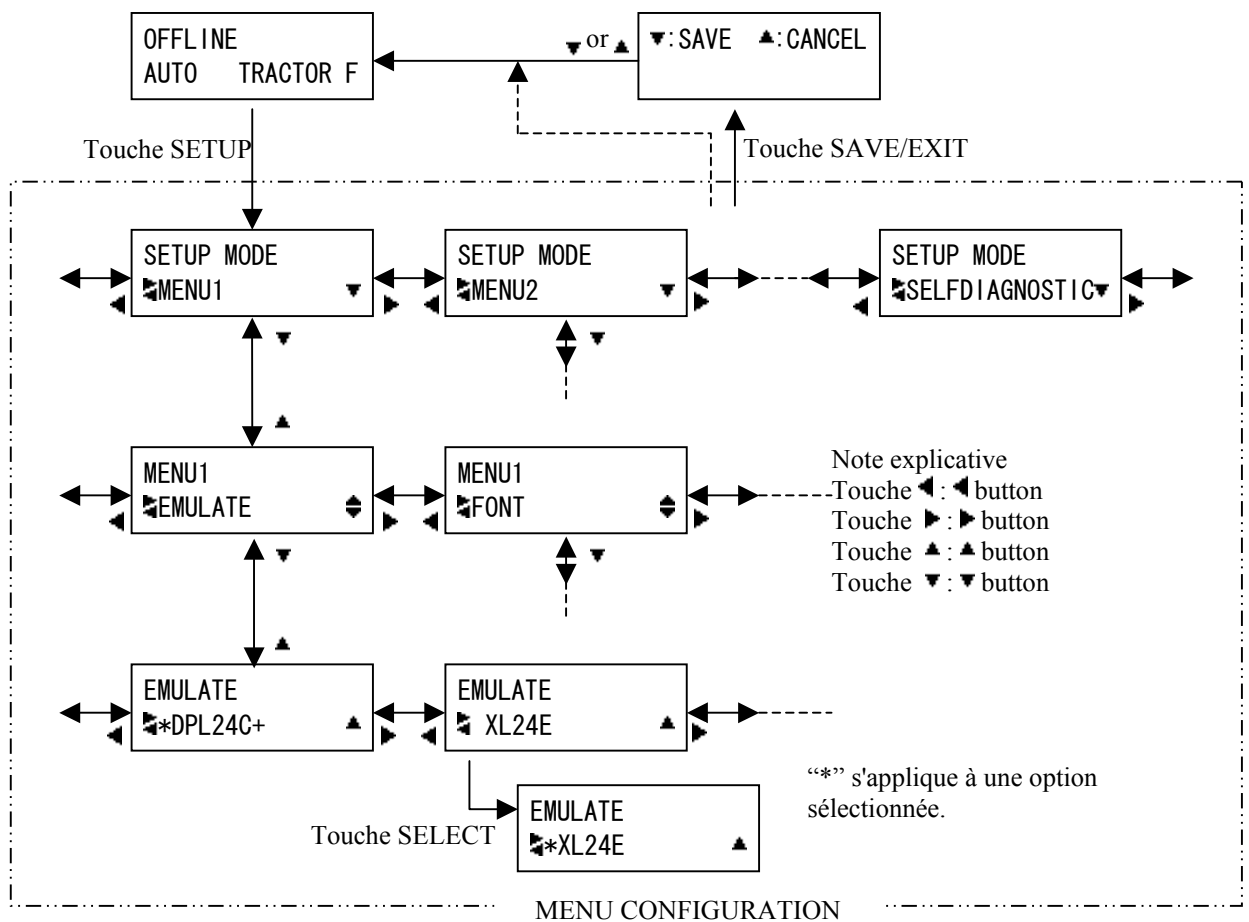 OFFLINE
AUTO TRACTOR F
▼ or ▲
▼:SAVE ▲:CANCEL
Touche SETUP
Touche SAVE/EXIT
SETUP MODE
MENU1 ▼
SETUP MODE
MENU2 ▼
SETUP MODE
SELFDIAGNOSTIC▼
MENU1
EMULATE
MENU1
FONT
Note explicative
Touche ◀ : ◀ button
Touche ▶ : ▶ button
Touche ▲ : ▲ button
Touche ▼ : ▼ button
EMULATE
*DPL24C+ ▲
EMULATE
XL24E ▲
“*” s'applique à une option
sélectionnée.
Touche SELECT
EMULATE
*XL24E ▲
MENU CONFIGURATION